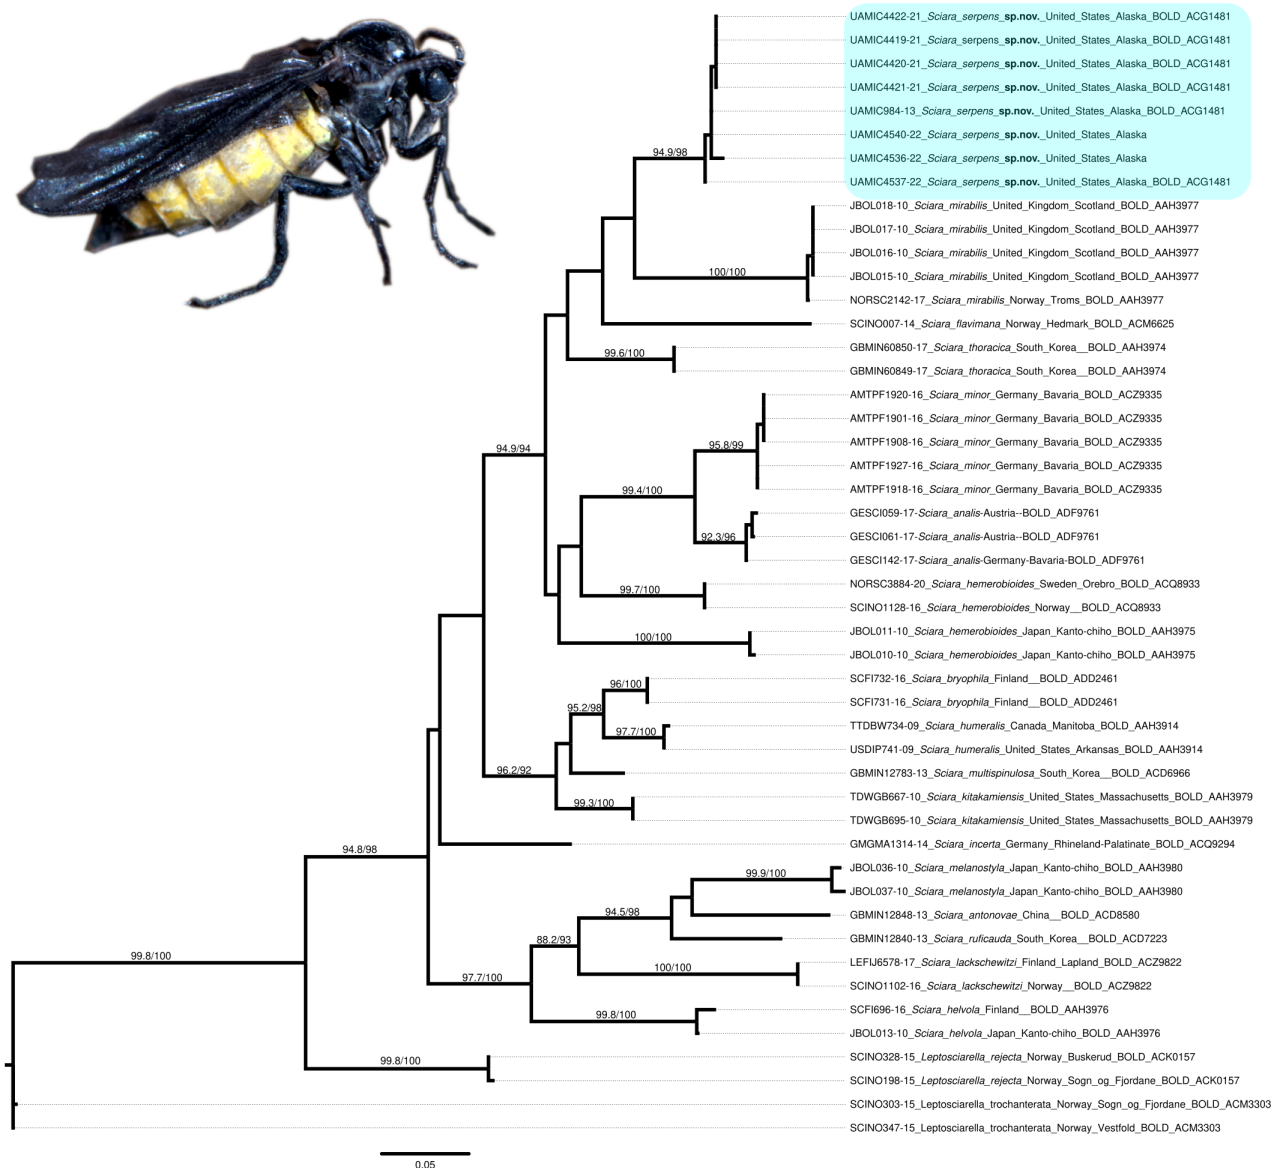 UAMIC4422-21_Sciara_serpens_sp.nov._United_States_Alaska_BOLD_ACG1481
UAMIC4419-21_Sciara_serpens_sp.nov._United_States_Alaska_BOLD_ACG1481
UAMIC4420-21_Sciara_serpens_sp.nov._United_States_Alaska_BOLD_ACG1481
UAMIC4421-21_Sciara_serpens_sp.nov._United_States_Alaska_BOLD_ACG1481
UAMIC984-13_Sciara_serpens_sp.nov._United_States_Alaska_BOLD_ACG1481
UAMIC4540-22_Sciara_serpens_sp.nov._United_States_Alaska
94.9/98
UAMIC4536-22_Sciara_serpens_sp.nov._United_States_Alaska
UAMIC4537-22_Sciara_serpens_sp.nov._United_States_Alaska_BOLD_ACG1481
JBOL018-10_Sciara_mirabilis_United_Kingdom_Scotland_BOLD_AAH3977
JBOL017-10_Sciara_mirabilis_United_Kingdom_Scotland_BOLD_AAH3977
JBOL016-10_Sciara_mirabilis_United_Kingdom_Scotland_BOLD_AAH3977
100/100
JBOL015-10_Sciara_mirabilis_United_Kingdom_Scotland_BOLD_AAH3977
NORSC2142-17_Sciara_mirabilis_Norway_Troms_BOLD_AAH3977
SCINO007-14_Sciara_flavimana_Norway_Hedmark_BOLD_ACM6625
GBMIN60850-17_Sciara_thoracica_South_Korea__BOLD_AAH3974
99.6/100
GBMIN60849-17_Sciara_thoracica_South_Korea__BOLD_AAH3974
AMTPF1920-16_Sciara_minor_Germany_Bavaria_BOLD_ACZ9335
AMTPF1901-16_Sciara_minor_Germany_Bavaria_BOLD_ACZ9335
AMTPF1908-16_Sciara_minor_Germany_Bavaria_BOLD_ACZ9335
94.9/94
95.8/99
AMTPF1927-16_Sciara_minor_Germany_Bavaria_BOLD_ACZ9335
AMTPF1918-16_Sciara_minor_Germany_Bavaria_BOLD_ACZ9335
99.4/100
GESCI059-17-Sciara_analis-Austria--BOLD_ADF9761
GESCI061-17-Sciara_analis-Austria--BOLD_ADF9761
92.3/96
GESCI142-17-Sciara_analis-Germany-Bavaria-BOLD_ADF9761
NORSC3884-20_Sciara_hemerobioides_Sweden_Orebro_BOLD_ACQ8933
99.7/100
SCINO1128-16_Sciara_hemerobioides_Norway__BOLD_ACQ8933
JBOL011-10_Sciara_hemerobioides_Japan_Kanto-chiho_BOLD_AAH3975
100/100
JBOL010-10_Sciara_hemerobioides_Japan_Kanto-chiho_BOLD_AAH3975
SCFI732-16_Sciara_bryophila_Finland__BOLD_ADD2461
96/100
SCFI731-16_Sciara_bryophila_Finland__BOLD_ADD2461
95.2/98
TTDBW734-09_Sciara_humeralis_Canada_Manitoba_BOLD_AAH3914
97.7/100
USDIP741-09_Sciara_humeralis_United_States_Arkansas_BOLD_AAH3914
96.2/92
GBMIN12783-13_Sciara_multispinulosa_South_Korea__BOLD_ACD6966
TDWGB667-10_Sciara_kitakamiensis_United_States_Massachusetts_BOLD_AAH3979
99.3/100
TDWGB695-10_Sciara_kitakamiensis_United_States_Massachusetts_BOLD_AAH3979
GMGMA1314-14_Sciara_incerta_Germany_Rhineland-Palatinate_BOLD_ACQ9294
94.8/98
JBOL036-10_Sciara_melanostyla_Japan_Kanto-chiho_BOLD_AAH3980
99.9/100
JBOL037-10_Sciara_melanostyla_Japan_Kanto-chiho_BOLD_AAH3980
94.5/98
GBMIN12848-13_Sciara_antonovae_China__BOLD_ACD8580
88.2/93
GBMIN12840-13_Sciara_ruficauda_South_Korea__BOLD_ACD7223
99.8/100
LEFIJ6578-17_Sciara_lackschewitzi_Finland_Lapland_BOLD_ACZ9822
100/100
97.7/100
SCINO1102-16_Sciara_lackschewitzi_Norway__BOLD_ACZ9822
SCFI696-16_Sciara_helvola_Finland__BOLD_AAH3976
99.8/100
JBOL013-10_Sciara_helvola_Japan_Kanto-chiho_BOLD_AAH3976
SCINO328-15_Leptosciarella_rejecta_Norway_Buskerud_BOLD_ACK0157
99.8/100
SCINO198-15_Leptosciarella_rejecta_Norway_Sogn_og_Fjordane_BOLD_ACK0157
SCINO303-15_Leptosciarella_trochanterata_Norway_Sogn_og_Fjordane_BOLD_ACM3303
SCINO347-15_Leptosciarella_trochanterata_Norway_Vestfold_BOLD_ACM3303
0.05